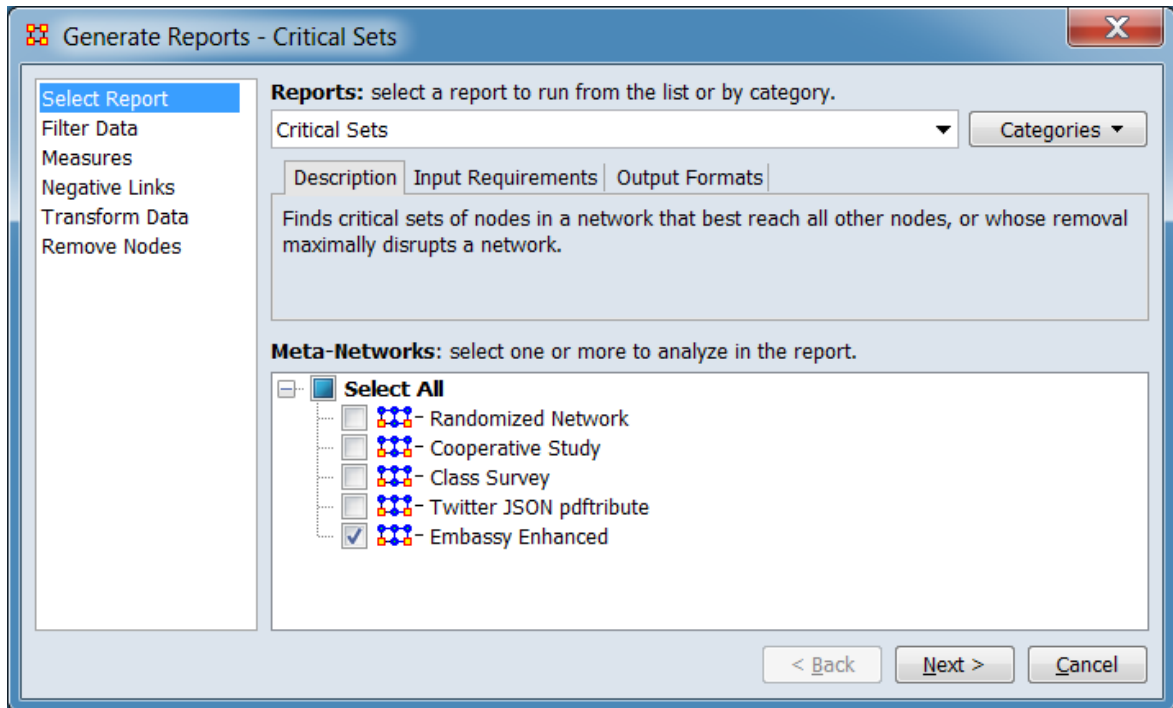 Generate Reports - Critical Sets
Select Report
Filter Data
Measures
Negative Links
Transform Data
Remove Nodes
Reports: select a report to run from the list or by category.
Critical Sets
Categories
Description
Input Requirements
Output Formats
Finds critical sets of nodes in a network that best reach all other nodes, or whose removal
maximally disrupts a network.
Meta-Networks: select one or more to analyze in the report.
Select All
Randomized Network
Cooperative Study
Class Survey
Twitter JSON pdftribute
Embassy Enhanced
< Back
Next >
Cancel